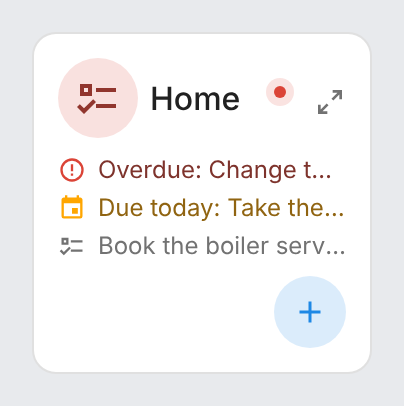 Home
Overdue: Change t...
Due today: Take the...
Book the boiler serv...